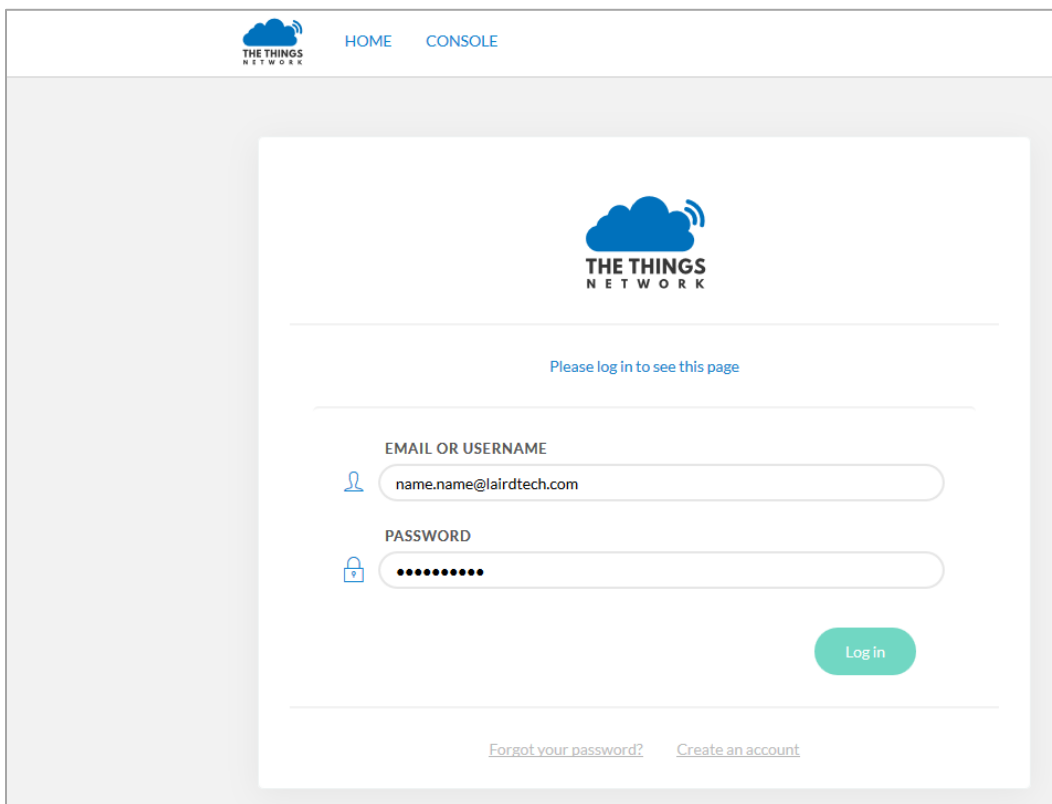 THE THINGS
NETWORK
HOME CONSOLE
THE THINGS
NETWORK
Please log in to see this page
EMAIL OR USERNAME
name.name@lairdtech.com
PASSWORD
••••••••••
Log in
Forgot your password? Create an account